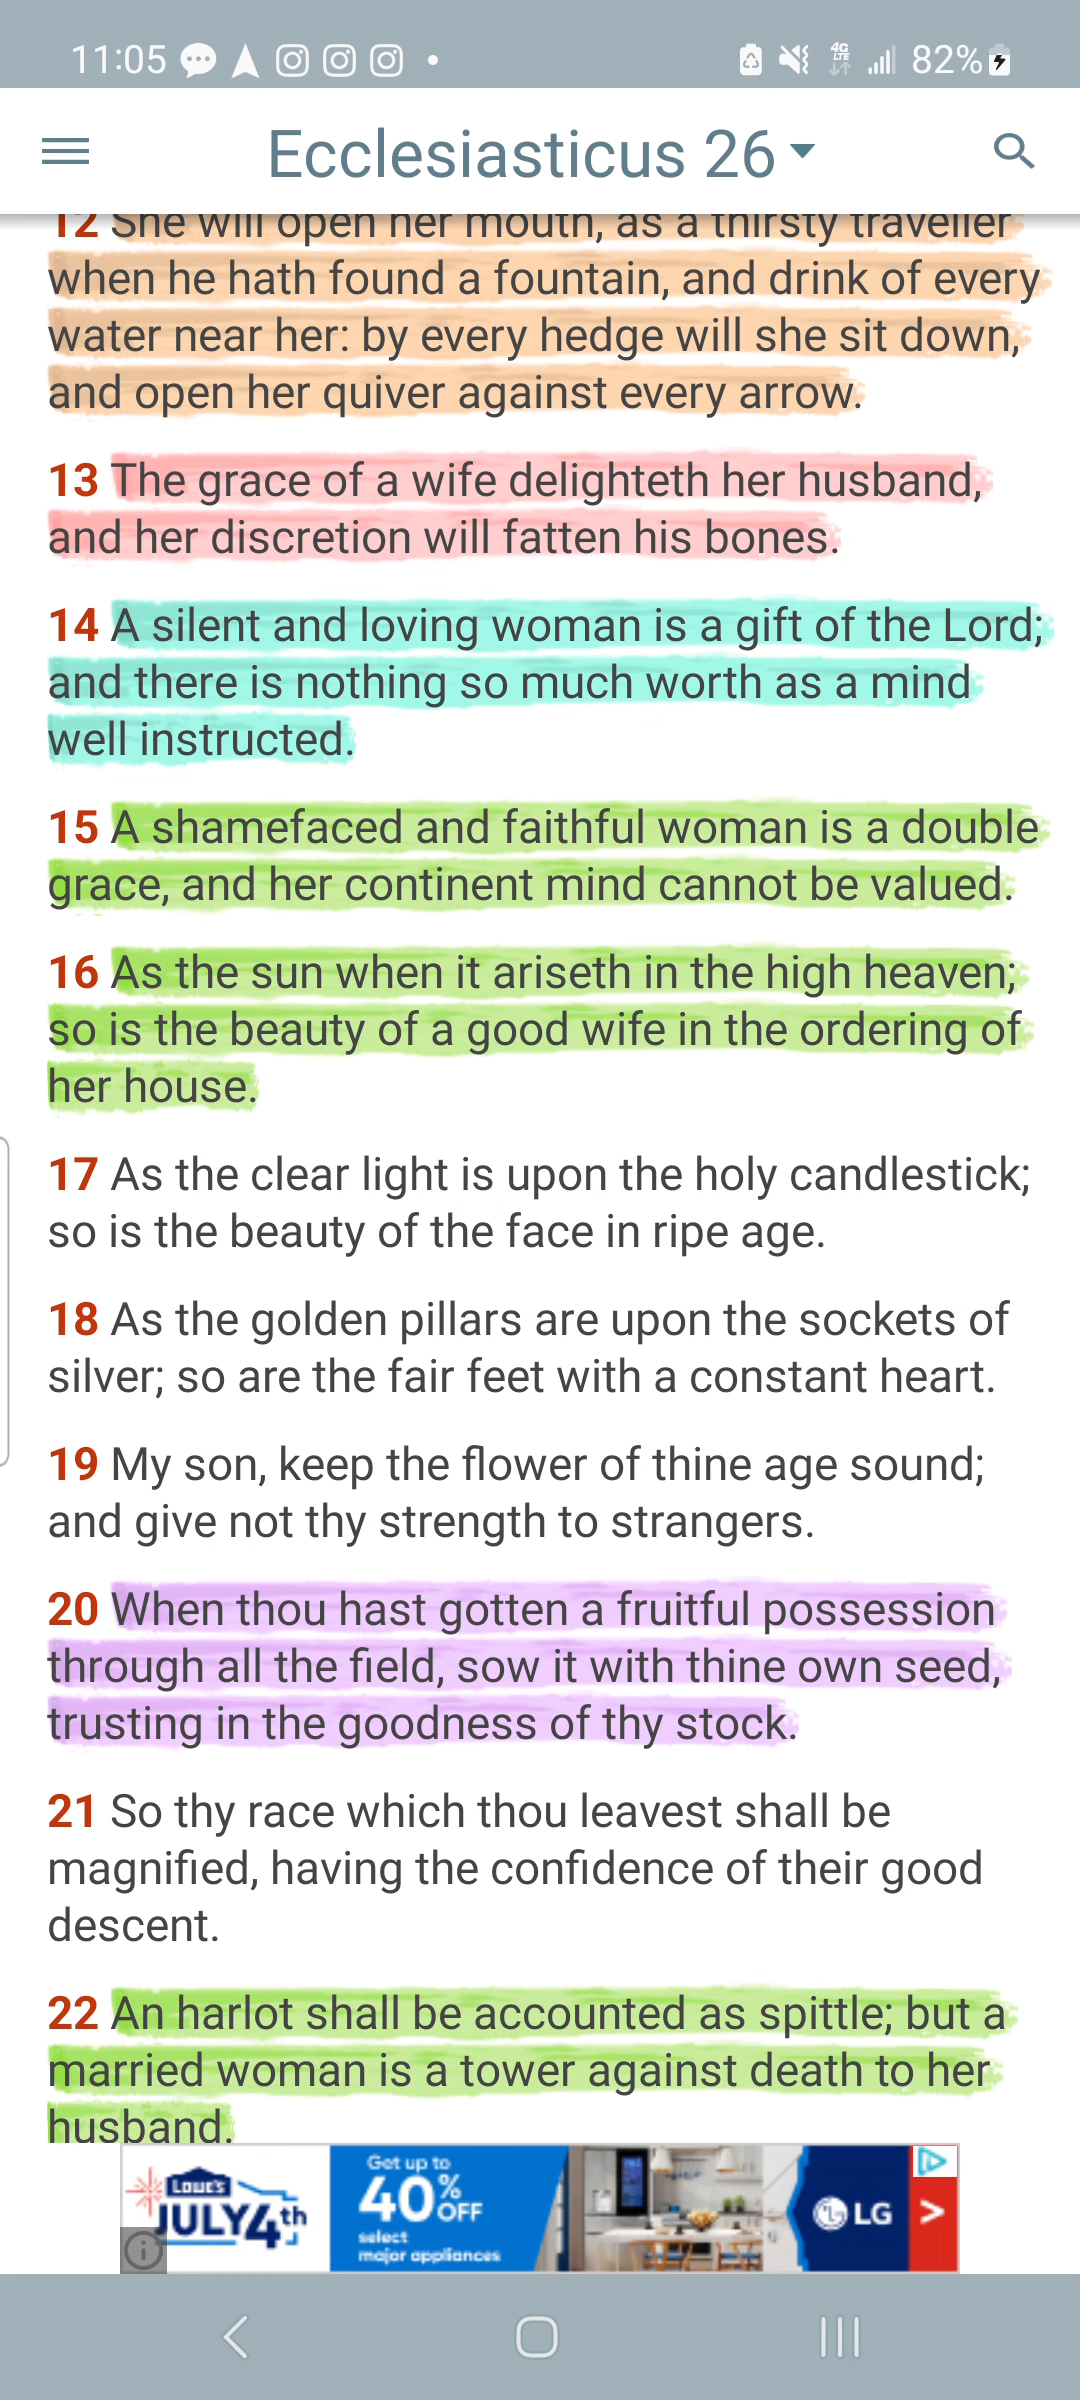 11:05
4G
LTE
82%
Ecclesiasticus 26
12 She will open her mouth, as a thirsty traveller
when he hath found a fountain, and drink of every
water near her: by every hedge will she sit down,
and open her quiver against every arrow.
13 The grace of a wife delighteth her husband,
and her discretion will fatten his bones.
14 A silent and loving woman is a gift of the Lord;
and there is nothing so much worth as a mind
well instructed.
15 A shamefaced and faithful woman is a double
grace, and her continent mind cannot be valued.
16 As the sun when it ariseth in the high heaven;
so is the beauty of a good wife in the ordering of
her house.
17 As the clear light is upon the holy candlestick;
so is the beauty of the face in ripe age.
18 As the golden pillars are upon the sockets of
silver; so are the fair feet with a constant heart.
19 My son, keep the flower of thine age sound;
and give not thy strength to strangers.
20 When thou hast gotten a fruitful possession
through all the field, sow it with thine own seed,
trusting in the goodness of thy stock.
21 So thy race which thou leavest shall be
magnified, having the confidence of their good
descent.
22 An harlot shall be accounted as spittle; but a
married woman is a tower against death to her
husband.
LOWE'S
JULY 4th
Get up to
40% OFF
select
major appliances
LG